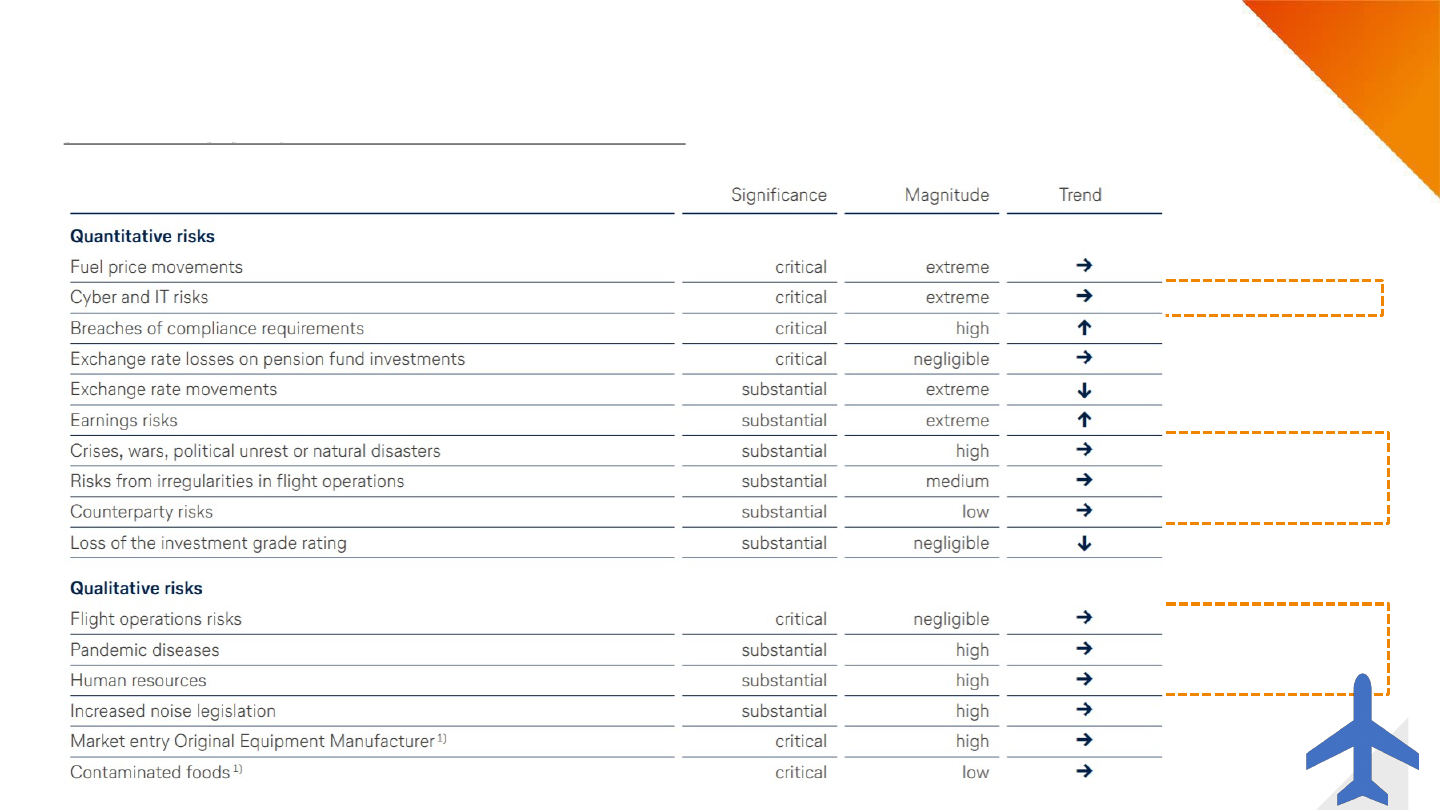 Significance Magnitude Trend
Quantitative risks
Fuel price movements critical extreme →
Cyber and IT risks critical extreme →
Breaches of compliance requirements critical high ↑
Exchange rate losses on pension fund investments critical negligible →
Exchange rate movements substantial extreme ↓
Earnings risks substantial extreme ↑
Crises, wars, political unrest or natural disasters substantial high →
Risks from irregularities in flight operations substantial medium →
Counterparty risks substantial low →
Loss of the investment grade rating substantial negligible ↓
Qualitative risks
Flight operations risks critical negligible →
Pandemic diseases substantial high →
Human resources substantial high →
Increased noise legislation substantial high →
Market entry Original Equipment Manufacturer 1) critical high →
Contaminated foods 1) critical low →